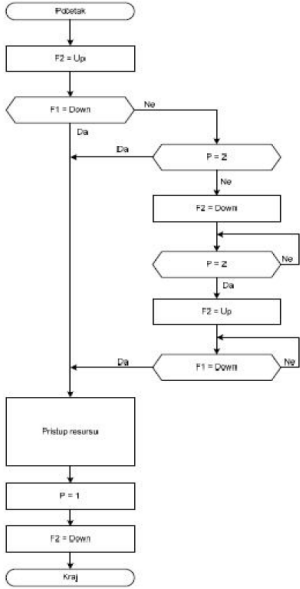 Početak
F2 = Up
F1 = Down
Ne
Da
Da
P = 2
Ne
F2 = Down
P = 2
Ne
Da
F2 = Up
Da
F1 = Down
Ne
Pristup resursu
P = 1
F2 = Down
Kraj